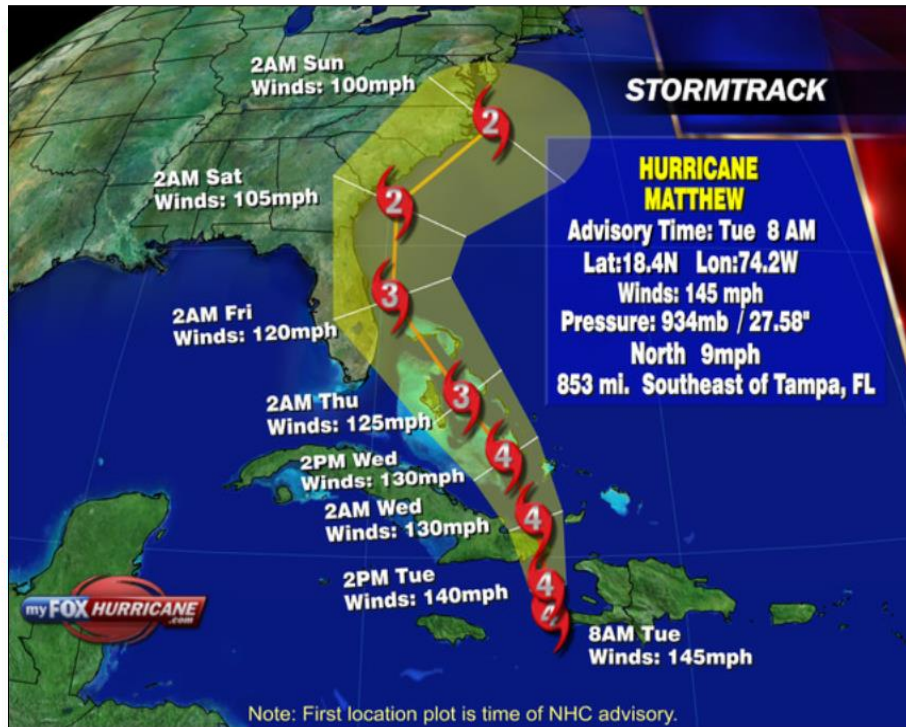 2AM Sun
Winds: 100mph
2
STORMTRACK
HURRICANE
MATTHEW
Advisory Time: Tue 8 AM
Lat:18.4N Lon:74.2W
Winds: 145 mph
Pressure: 934mb / 27.58"
North 9mph
853 mi. Southeast of Tampa, FL
2AM Sat
Winds: 105mph
2
2AM Fri
Winds: 120mph
3
2AM Thu
Winds: 125mph
3
2PM Wed
Winds: 130mph
4
2AM Wed
Winds: 130mph
4
2PM Tue
Winds: 140mph
4
4
8AM Tue
Winds: 145mph
myFOXHURRICANE
.com
Note: First location plot is time of NHC advisory.